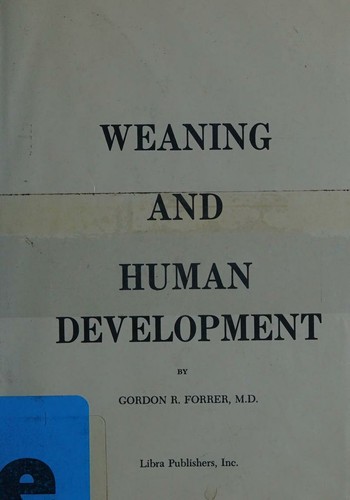 WEANING
AND
HUMAN
DEVELOPMENT
BY
GORDON R. FORRER, M.D.
Libra Publishers, Inc.
e